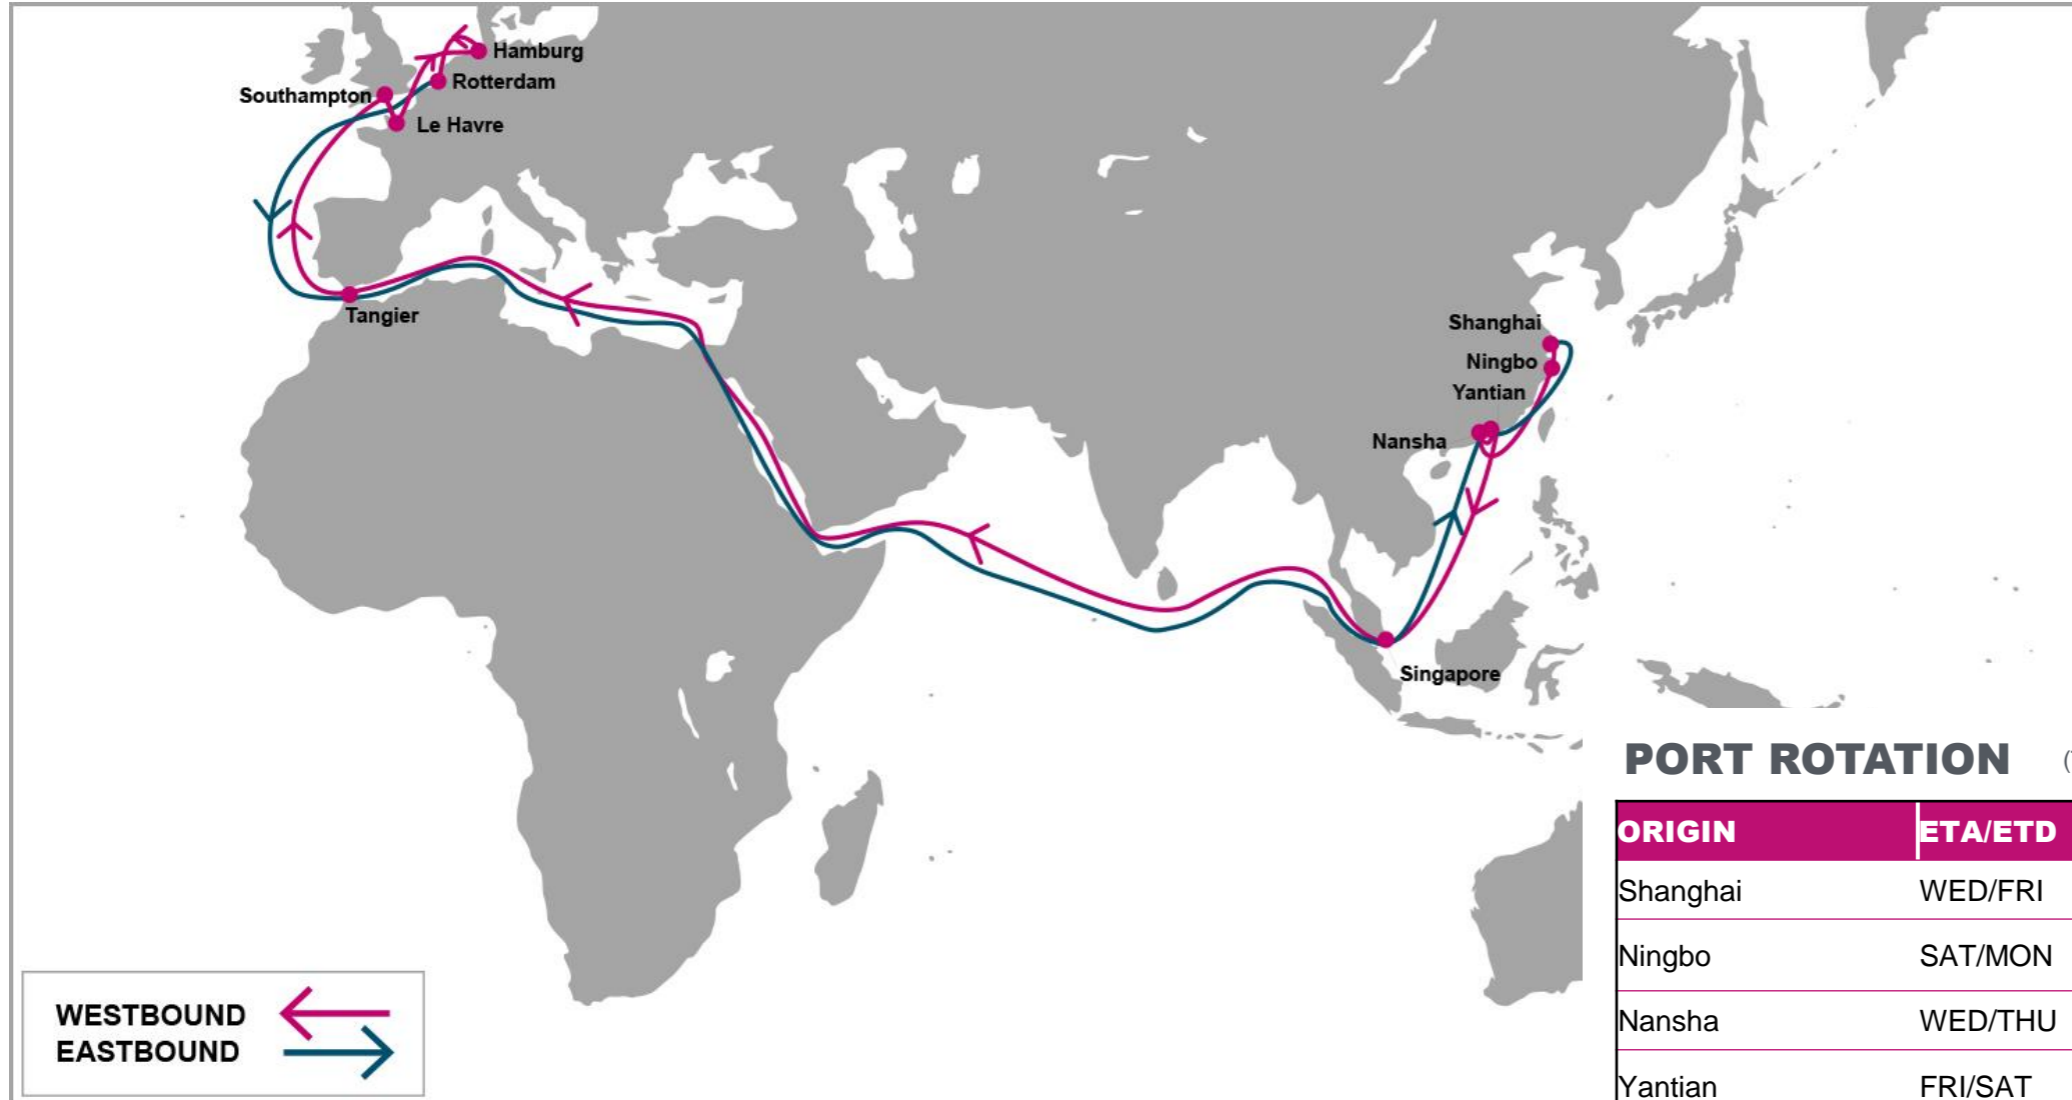 Hamburg
Rotterdam
Southampton
Le Havre
Tangier
Shanghai
Ningbo
Yantian
Nansha
Singapore
PORT ROTATION (
ORIGIN ETA/ETD
Shanghai WED/FRI
Ningbo SAT/MON
Nansha WED/THU
Yantian FRI/SAT
WESTBOUND
EASTBOUND